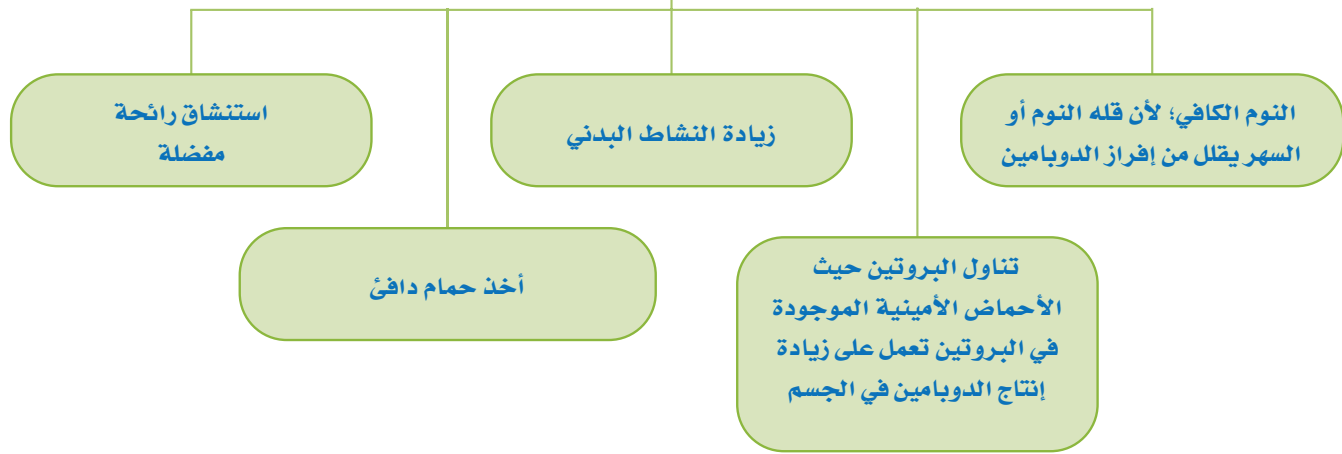 النوم الكافي؛ لأن قله النوم أو
السهر يقلل من إفراز الدوبامين
تناول البروتين حيث
الأحماض الأمينية الموجودة
في البروتين تعمل على زيادة
إنتاج الدوبامين في الجسم
زيادة النشاط البدني
أخذ حمام دافئ
استنشاق رائحة
مفضلة